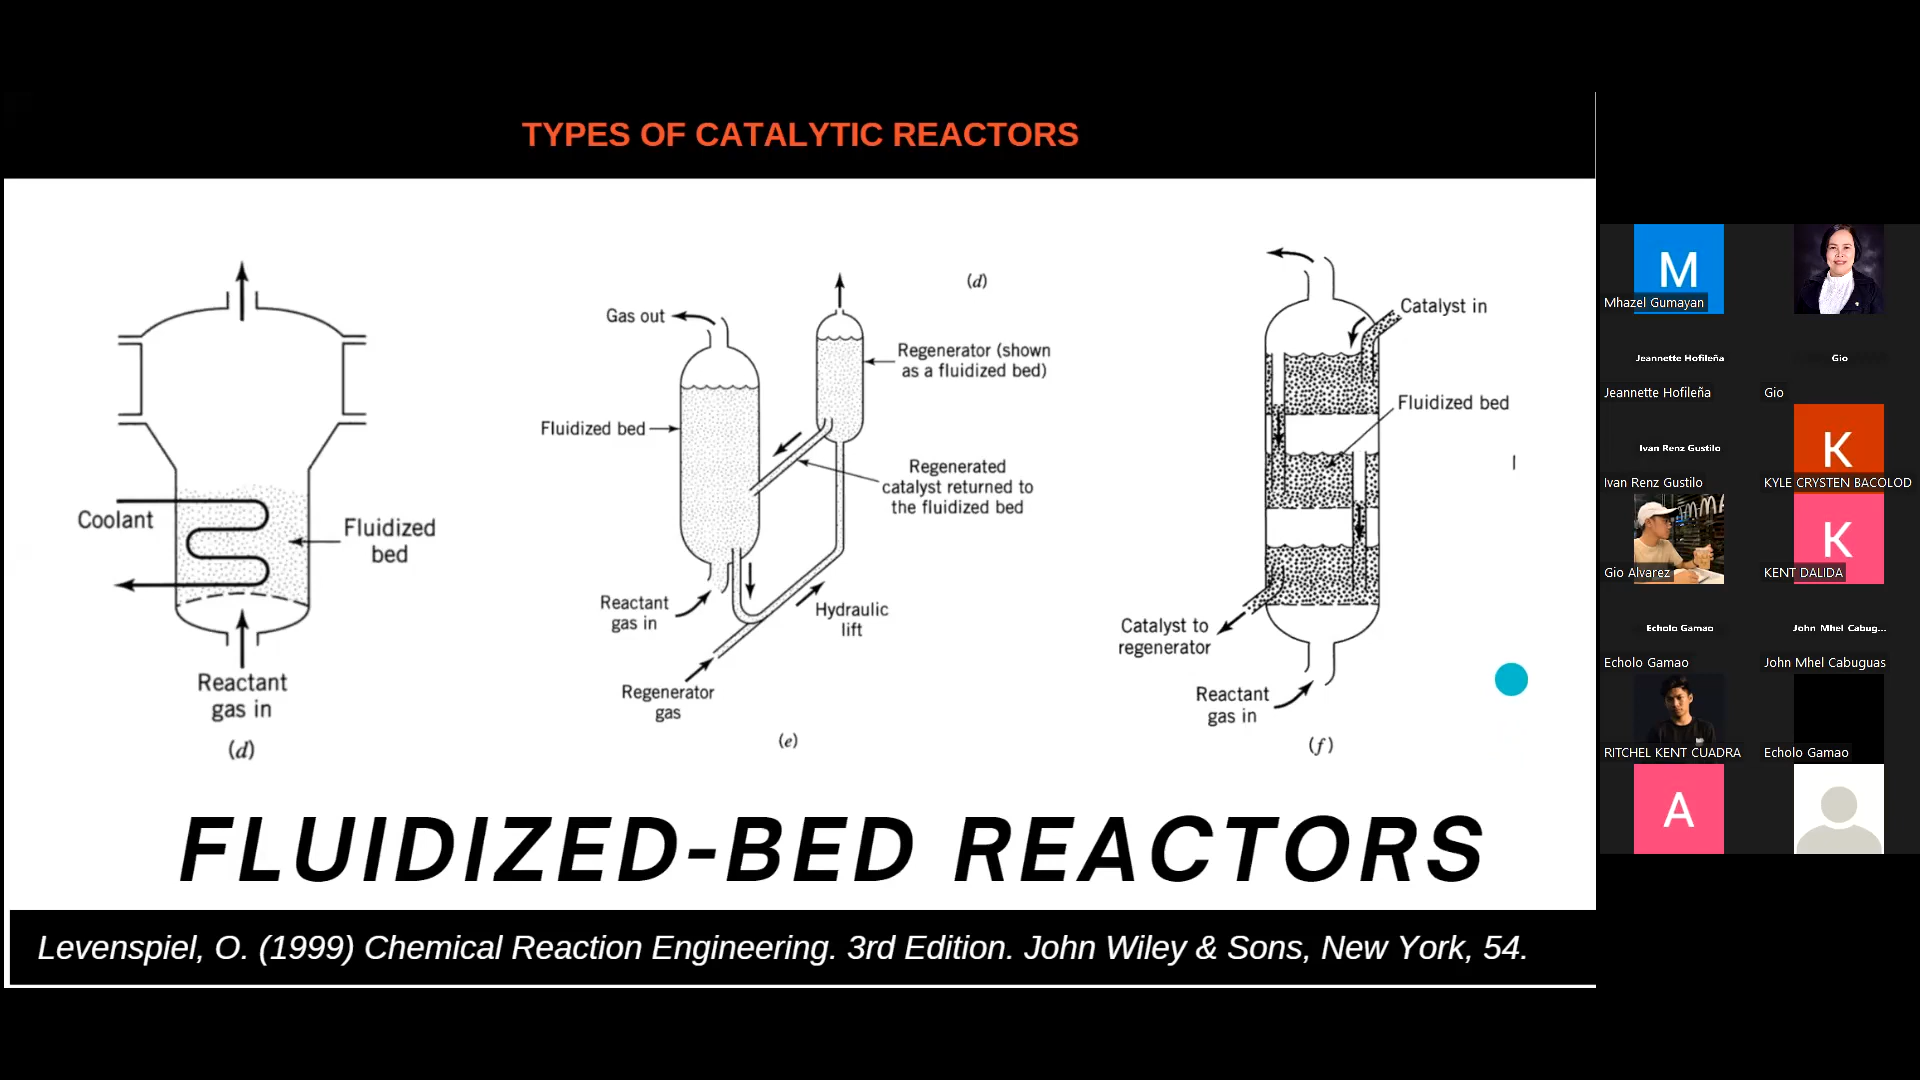 TYPES OF CATALYTIC REACTORS
Coolant
Fluidized
bed
Reactant
gas in
(d)
Gas out
(d)
Regenerator (shown
as a fluidized bed)
Fluidized bed
Regenerated
catalyst returned to
the fluidized bed
Reactant
gas in
Hydraulic
lift
Regenerator
gas
(e)
Catalyst in
Fluidized bed
Catalyst to
regenerator
Reactant
gas in
(f)
FLUIDIZED-BED REACTORS
Levenspiel, O. (1999) Chemical Reaction Engineering. 3rd Edition. John Wiley & Sons, New York, 54.
M
Mhazel Gumayan
Jeannette Hofileña
Jeannette Hofileña
Gio
Gio
Ivan Renz Gustilo
Ivan Renz Gustilo
K
KYLE CRYSTEN BACOLOD
Gio Alvarez
K
KENT DALIDA
Echolo Gamao
Echolo Gamao
John Mhel Cabug...
John Mhel Cabuguas
RITCHEL KENT CUADRA
Echolo Gamao
A